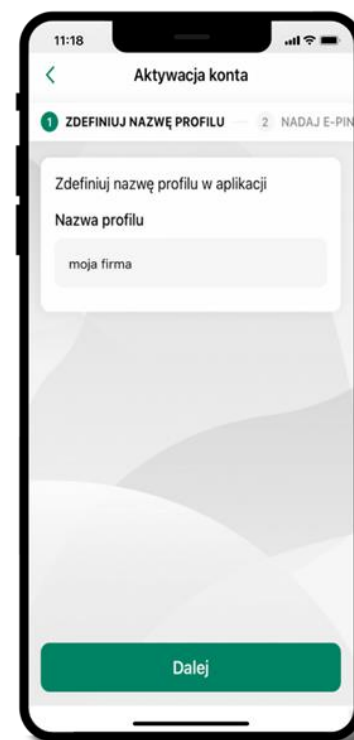 11:18
Aktywacja konta
1 ZDEFINIUJ NAZWĘ PROFILU 2 NADAJ E-PIN
Zdefiniuj nazwę profilu w aplikacji
Nazwa profilu
moja firma
Dalej